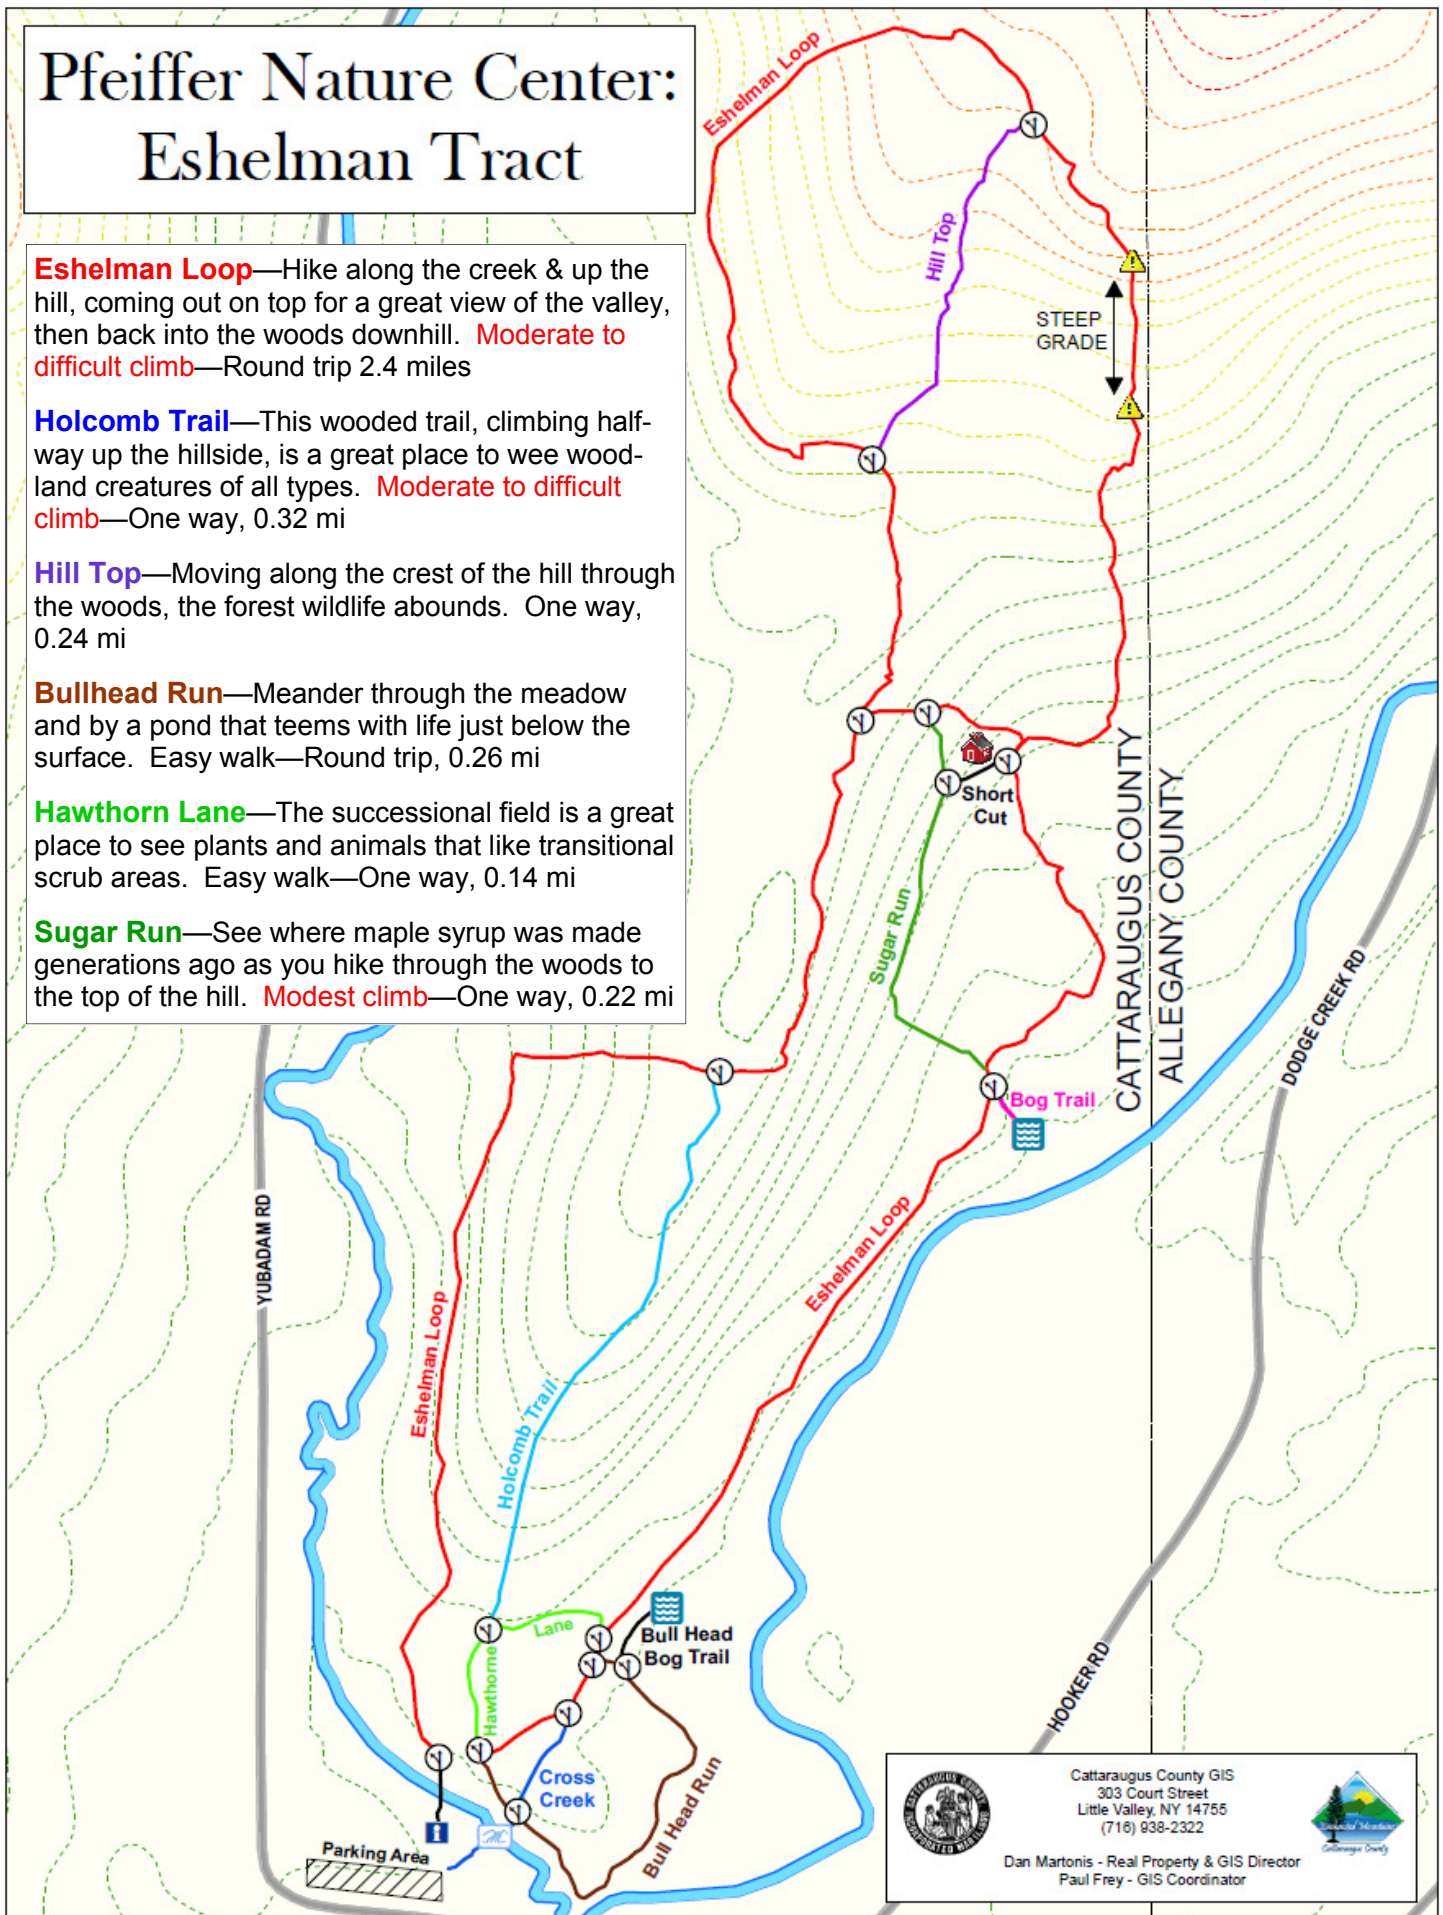 Pfeiffer Nature Center:
Eshelman Tract
Eshelman Loop—Hike along the creek & up the
hill, coming out on top for a great view of the valley,
then back into the woods downhill.  Moderate to
difficult climb—Round trip 2.4 miles
Holcomb Trail—This wooded trail, climbing half-
way up the hillside, is a great place to wee wood-
land creatures of all types.  Moderate to difficult
climb—One way, 0.32 mi
Hill Top—Moving along the crest of the hill through
the woods, the forest wildlife abounds.  One way,
0.24 mi
Bullhead Run—Meander through the meadow
and by a pond that teems with life just below the
surface.  Easy walk—Round trip, 0.26 mi
Hawthorn Lane—The successional field is a great
place to see plants and animals that like transitional
scrub areas.  Easy walk—One way, 0.14 mi
Sugar Run—See where maple syrup was made
generations ago as you hike through the woods to
the top of the hill.  Modest climb—One way, 0.22 mi
Eshelman Loop
Hill Top
STEEP
GRADE
Short
Cut
Sugar Run
CATTARAUGUS COUNTY
ALLEGANY COUNTY
DODGE CREEK RD
Bog Trail
YUBADAM RD
Eshelman Loop
Eshelman Loop
Holcomb Trail
Lane
Hawthorne
Bull Head
Bog Trail
HOOKER RD
Cross
Creek
Bull Head Run
Parking Area
Cattaraugus County GIS
303 Court Street
Little Valley, NY 14755
(716) 938-2322
Dan Martonis - Real Property & GIS Director
Paul Frey - GIS Coordinator
CATTARAUGUS COUNTY
Enchanted Mountains
Cattaraugus County